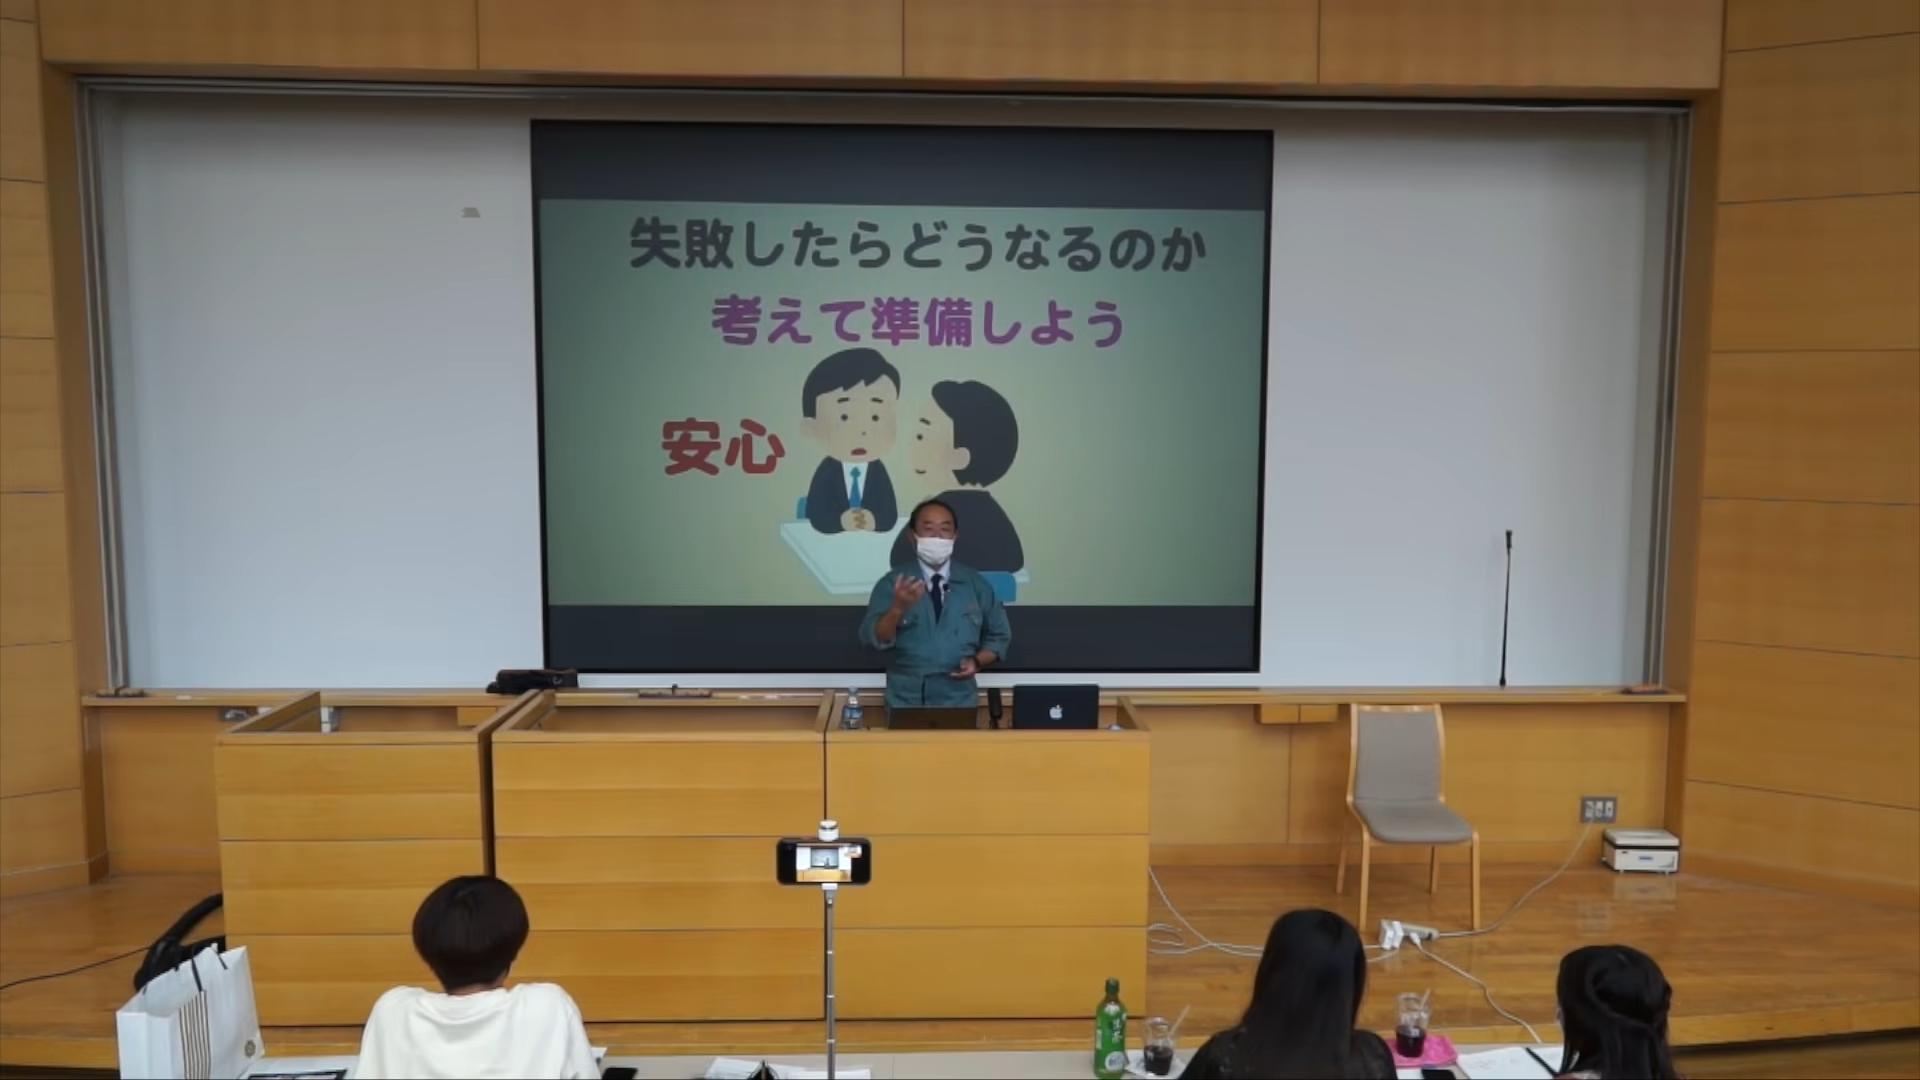 失敗したらどうなるのか
考えて準備しよう
安心